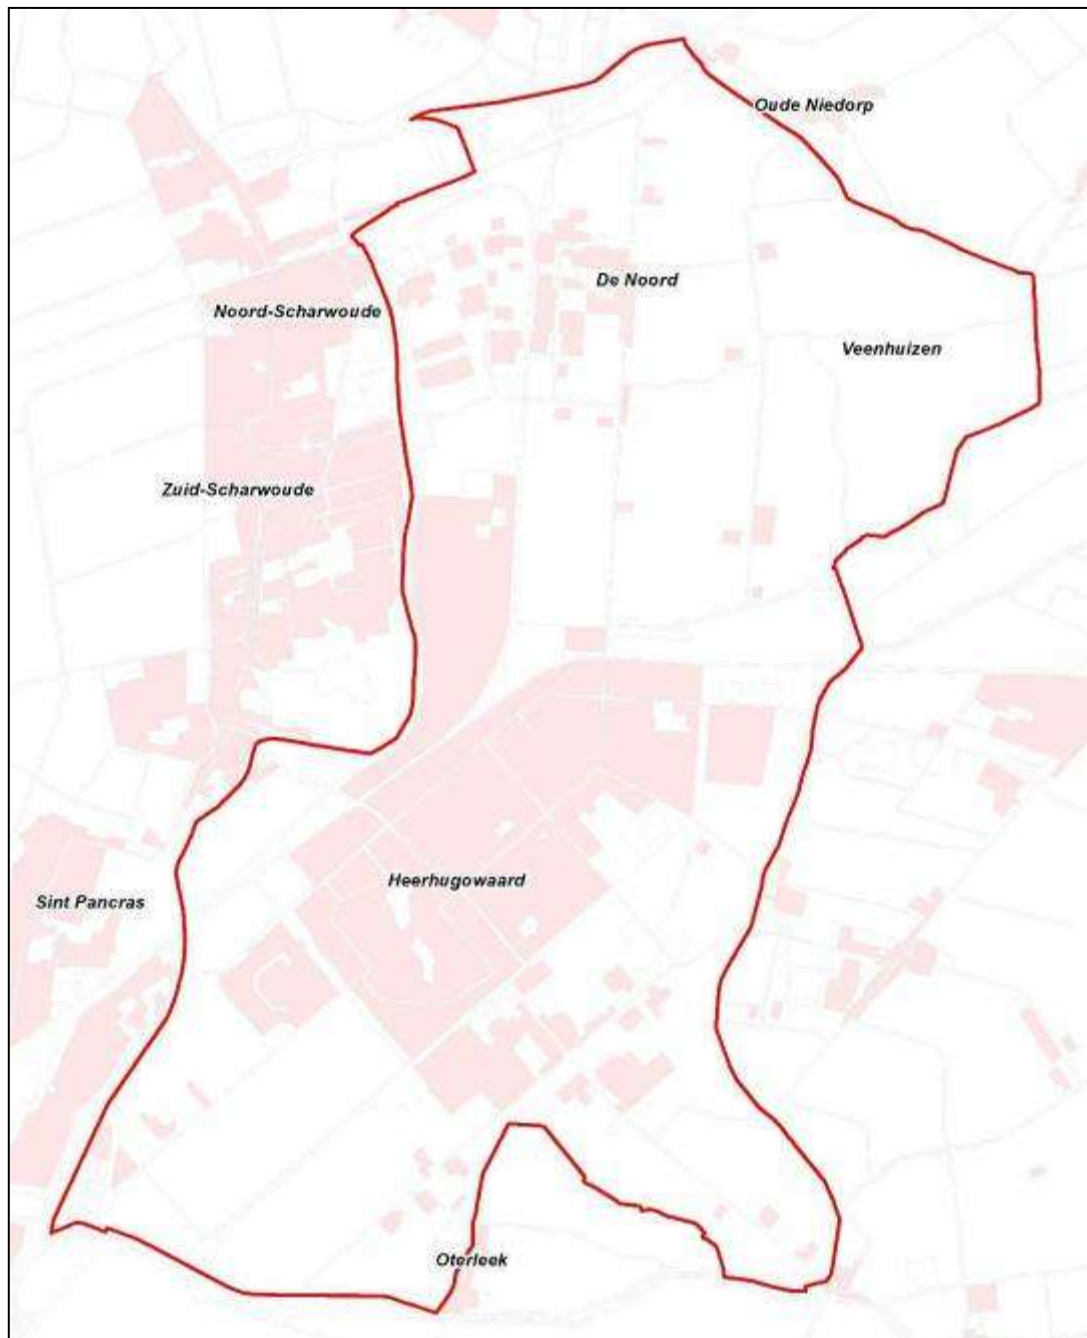 Oude Niedorp
De Noord
Noord-Scharwoude
Veenhuizen
Zuid-Scharwoude
Heerhugowaard
Sint Pancras
Oterleek